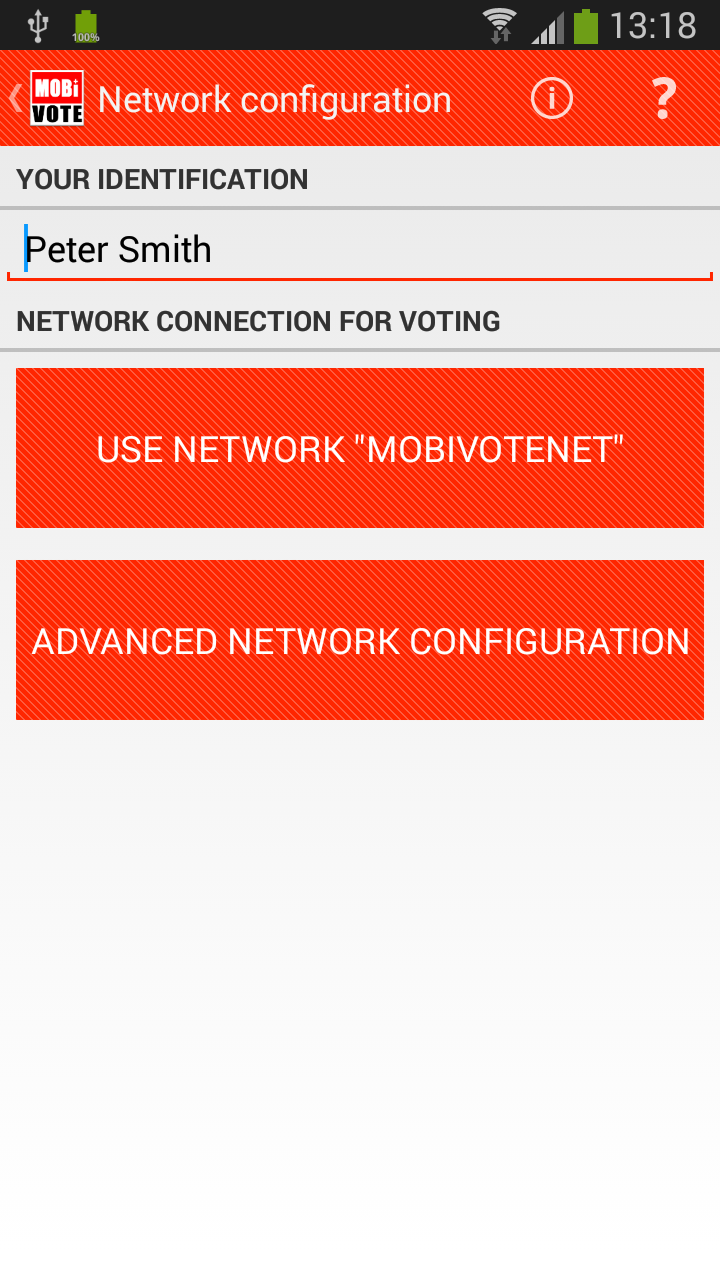 100%
13:18
MOBi
VOTE
Network configuration
i
?
YOUR IDENTIFICATION
Peter Smith
NETWORK CONNECTION FOR VOTING
USE NETWORK "MOBIVOTENET"
ADVANCED NETWORK CONFIGURATION